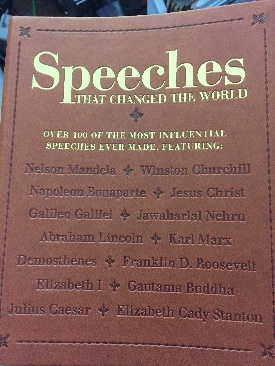 Speeches
THAT CHANGED THE WORLD
OVER 100 OF THE MOST INFLUENTIAL
SPEECHES EVER MADE, FEATURING:
Nelson Mandela ✤ Winston Churchill
Napoleon Bonaparte ✤ Jesus Christ
Galileo Galilei ✤ Jawaharlal Nehru
Abraham Lincoln ✤ Karl Marx
Demosthenes ✤ Franklin D. Roosevelt
Elizabeth I ✤ Gautama Buddha
Julius Caesar ✤ Elizabeth Cady Stanton